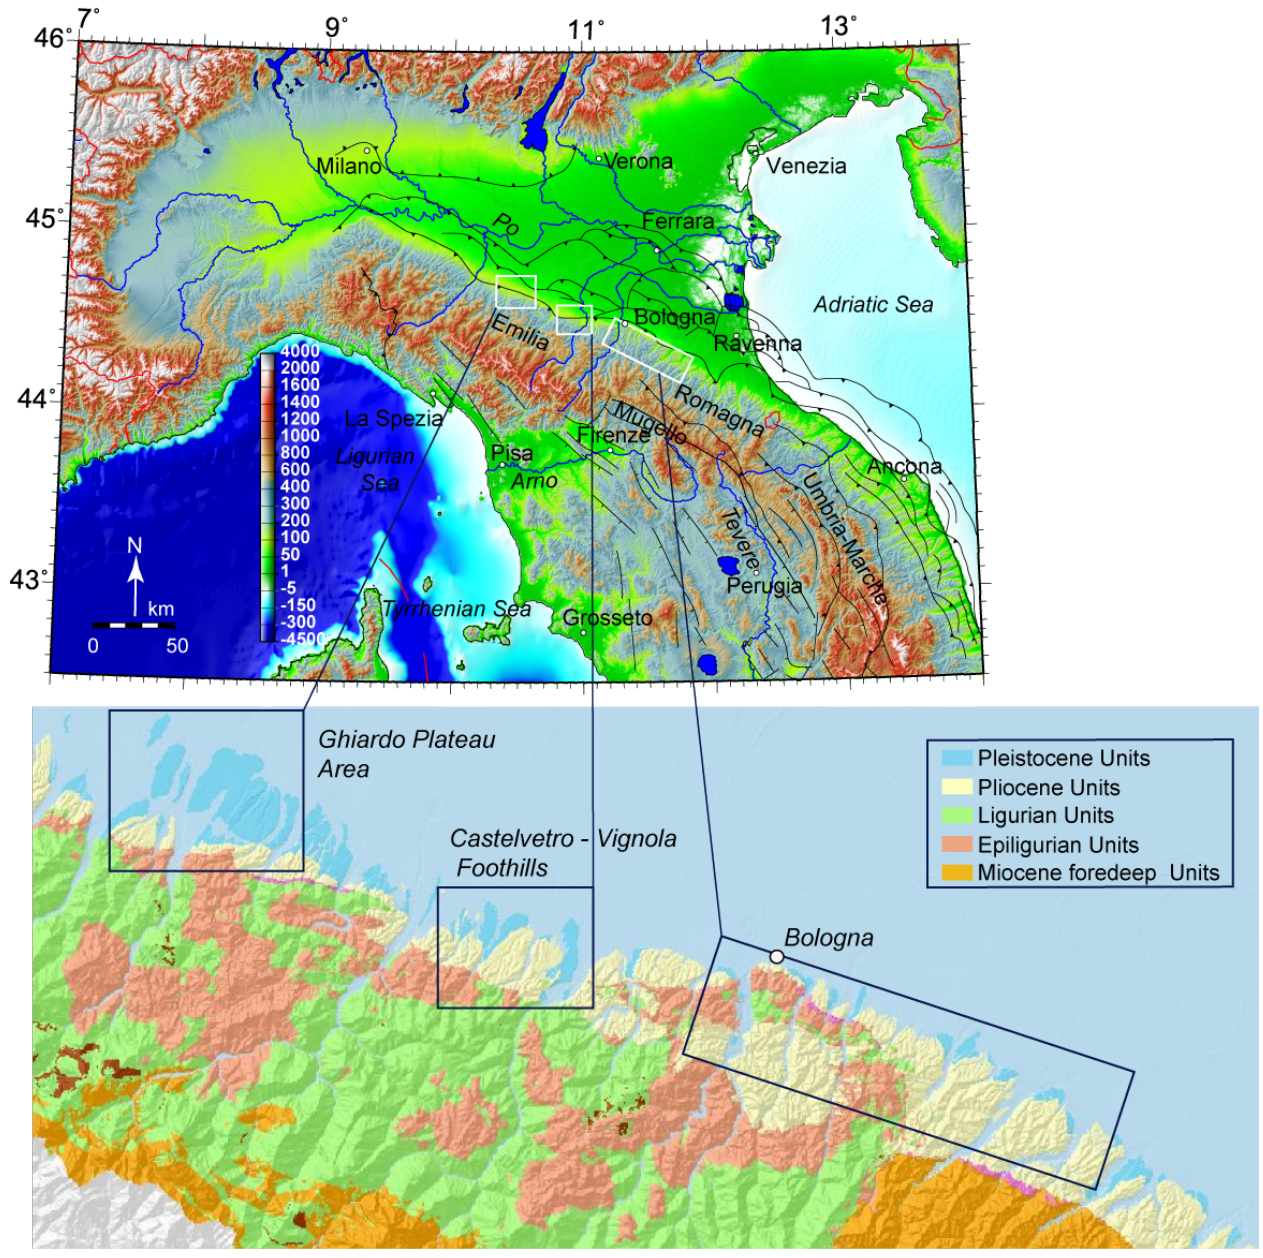 7° 9° 11° 13°
46°
Milano
Verona
Venezia
45°
Po
Ferrara
Adriatic Sea
Emilia
Bologna
Ravenna
4000
2000
1600
1400
1200
1000
800
600
400
300
200
100
50
1
-5
-150
-300
-4500
44°
La Spezia
Romagna
Mugello
Firenze
Ligurian
Sea
Pisa
Arno
Ancona
Umbria-Marche
Tevere
N
43°
km
0 50
Perugia
Tyrrhenian Sea
Grosseto
Ghiardo Plateau
Area
Pleistocene Units
Pliocene Units
Ligurian Units
Epiligurian Units
Miocene foredeep Units
Castelvetro - Vignola
Foothills
Bologna